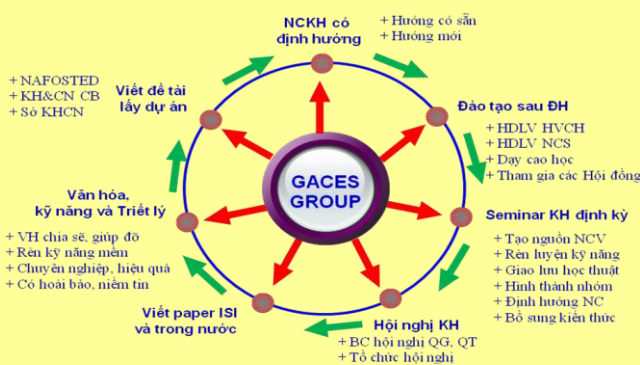 NCKH có
định hướng
+ Hướng có sẵn
+ Hướng mới
Đào tạo sau ĐH
+ HDLV HVCH
+ HDLV NCS
+ Dạy cao học
+ Tham gia các Hội đồng
Seminar KH định kỳ
+ Tạo nguồn NCV
+ Rèn luyện kỹ năng
+ Giao lưu học thuật
+ Hình thánh nhóm
+ Định hướng NC
+ Bổ sung kiến thức
Hội nghị KH
+ BC hội nghị QG, QT
+ Tổ chức hội nghị
Viết paper ISI
và trong nước
Văn hóa,
kỹ năng và Triết lý
+ VH chia sẽ, giúp đỡ
+ Rèn kỹ năng mềm
+ Chuyên nghiệp, hiệu quả
+ Có hoài bão, niềm tin
Viết đề tài
lấy dự án
+ NAFOSTED
+ KH&CN CB
+ Sở KHCN
GACES
GROUP